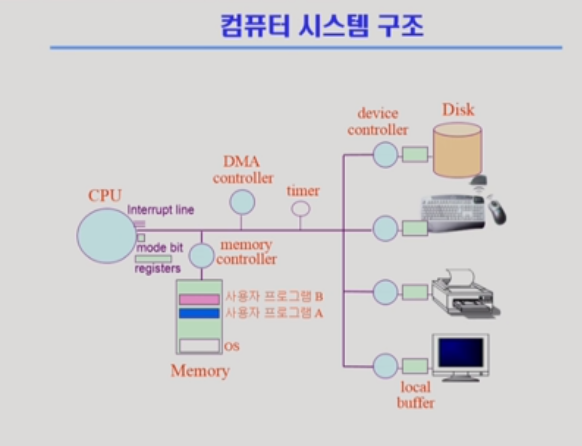 컴퓨터 시스템 구조
device
controller
Disk
DMA
controller
timer
CPU
Interrupt line
mode bit
registers
memory
controller
사용자 프로그램 B
사용자 프로그램 A
OS
Memory
local
buffer